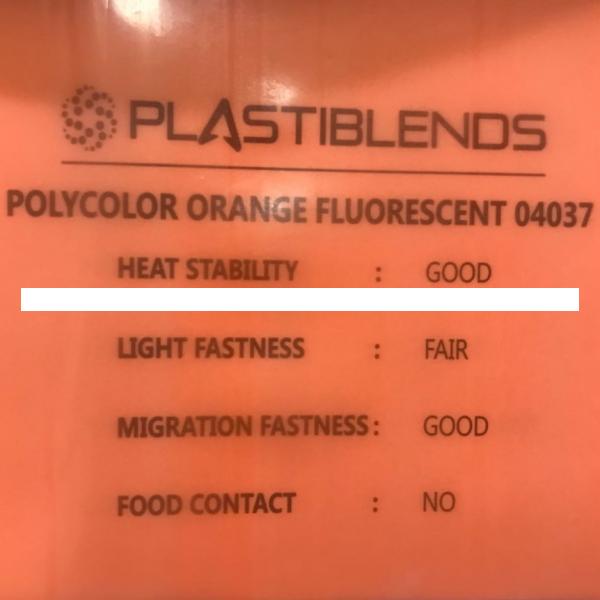 PLASTIBLENDS
POLYCOLOR ORANGE FLUORESCENT 04037
HEAT STABILITY : GOOD
LIGHT FASTNESS : FAIR
MIGRATION FASTNESS : GOOD
FOOD CONTACT : NO